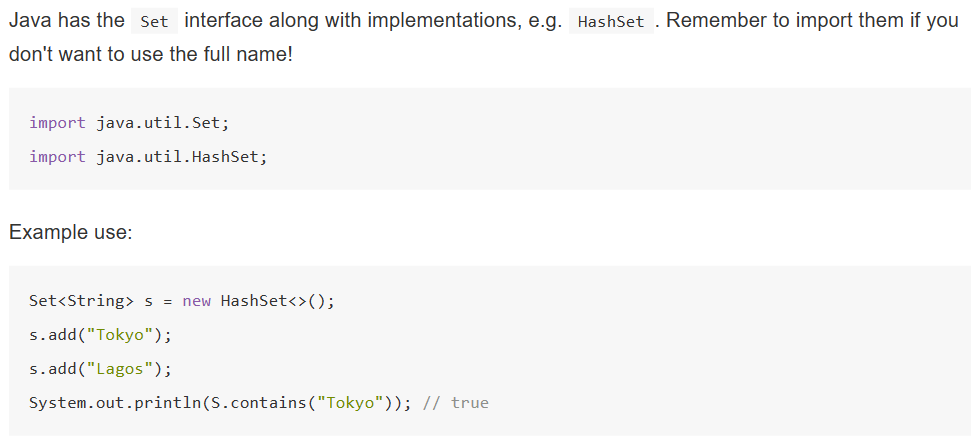 Java has the Set interface along with implementations, e.g. HashSet. Remember to import them if you
don't want to use the full name!
import java.util.Set;
import java.util.HashSet;
Example use:
Set<String> s = new HashSet<>();
s.add("Tokyo");
s.add("Lagos");
System.out.println(S.contains("Tokyo")); // true